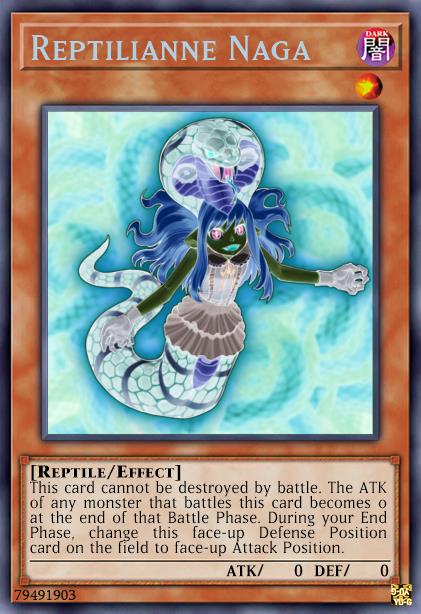 Reptilianne Naga
DARK
闇
[Reptile/Effect]
This card cannot be destroyed by battle. The ATK
of any monster that battles this card becomes 0
at the end of that Battle Phase. During your End
Phase, change this face-up Defense Position
card on the field to face-up Attack Position.
ATK/ 0 DEF/ 0
79491903